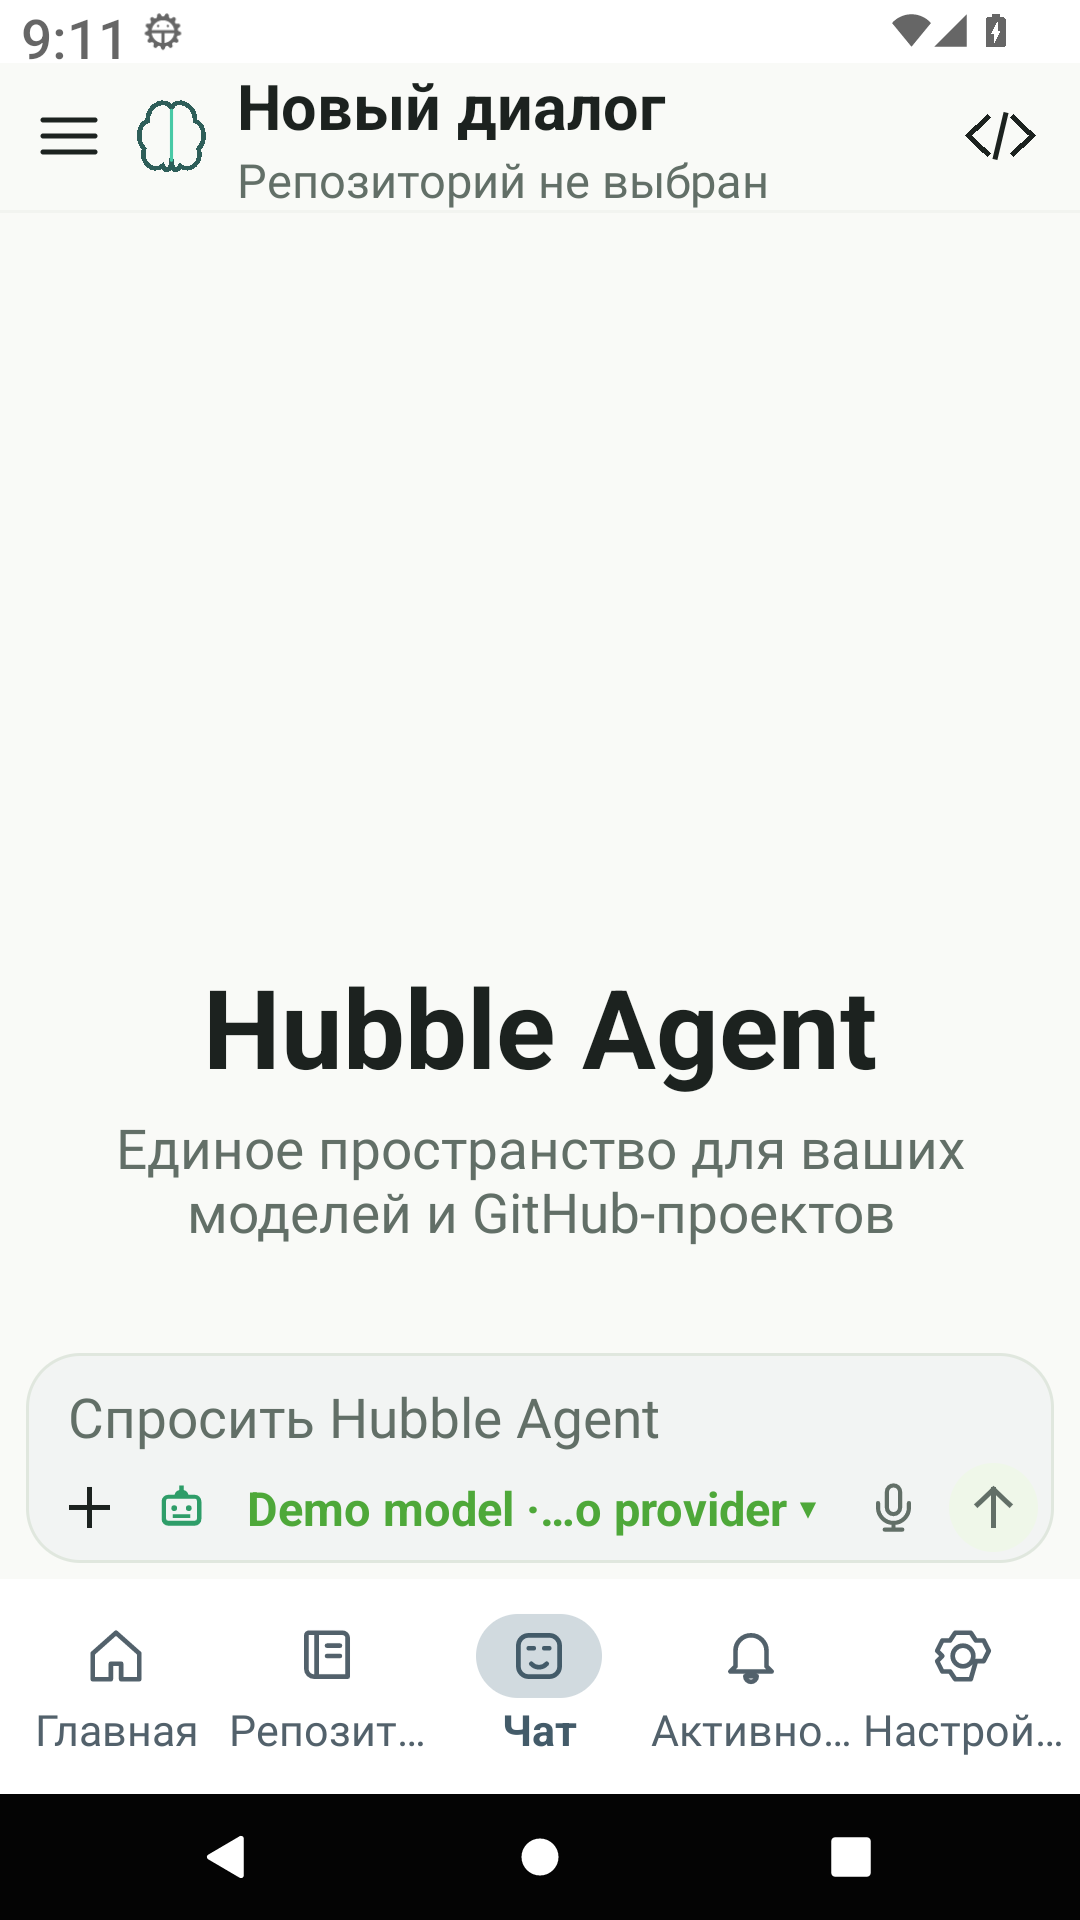 9:11
Новый диалог
Репозиторий не выбран
Hubble Agent
Единое пространство для ваших
моделей и GitHub-проектов
Спросить Hubble Agent
Demo model ·…o provider ▾
Главная
Репозит…
Чат
Активно…
Настрой…